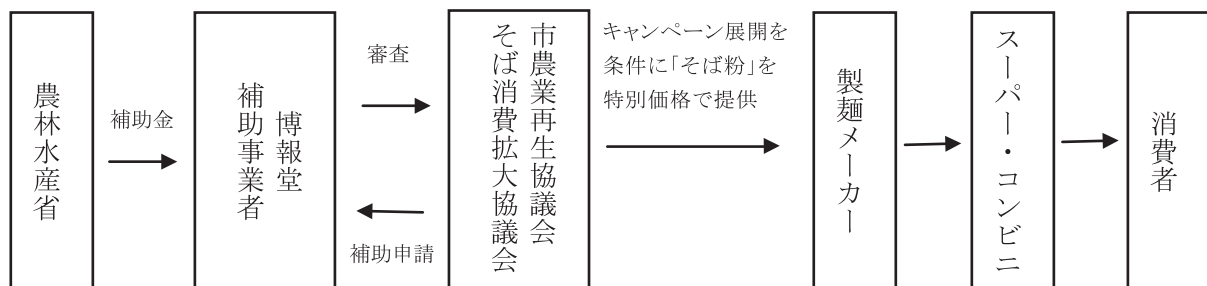 農林水産省
補助金
博報堂
補助事業者
審査
補助申請
市農業再生協議会
そば消費拡大協議会
キャンペーン展開を
条件に「そば粉」を
特別価格で提供
製麺メーカー
スーパー・コンビニ
消費者